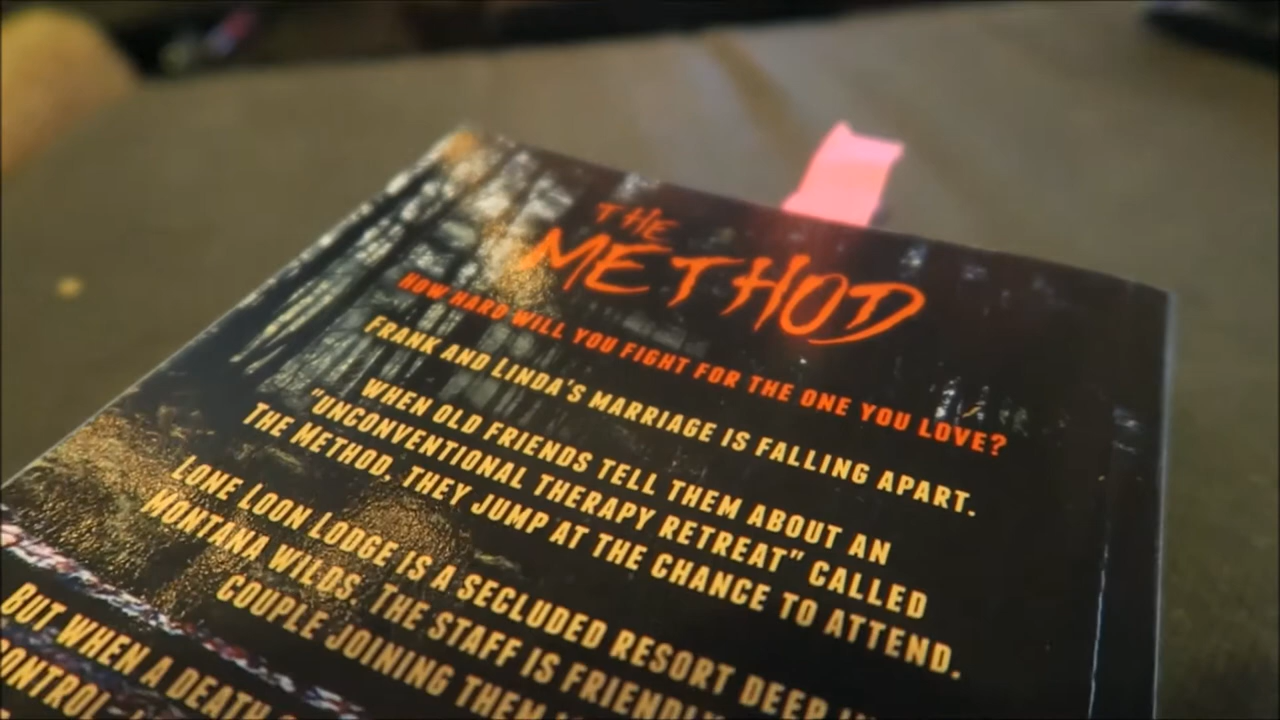 THE
METHOD
HOW HARD WILL YOU FIGHT FOR THE ONE YOU LOVE?
FRANK AND LINDA'S MARRIAGE IS FALLING APART.
WHEN OLD FRIENDS TELL THEM ABOUT AN
"UNCONVENTIONAL THERAPY RETREAT" CALLED
THE METHOD, THEY JUMP AT THE CHANCE TO ATTEND.
LONE LOON LODGE IS A SECLUDED RESORT DEEP IN
MONTANA WILDS. THE STAFF IS FRIENDLY
COUPLE JOINING THEM
BUT WHEN A DEATH
CONTROL